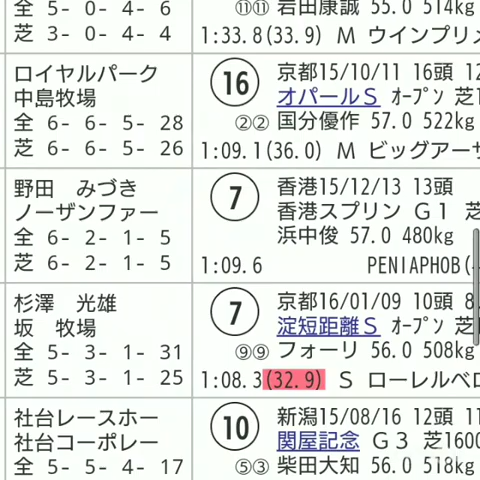 全 5- 0- 4- 6
⑪⑪ 岩田康誠 55.0 514kg
芝 3- 0- 4- 4
1:33.8(33.9) M ウインプリメ
ロイヤルパーク
中島牧場
全 6- 6- 5- 28
芝 6- 6- 5- 26
16
京都15/10/11 16頭 12
オパールS オープン 芝1
②② 国分優作 57.0 522kg
1:09.1(36.0) M ビッグアーサ
野田 みづき
ノーザンファー
全 6- 2- 1- 5
芝 6- 2- 1- 5
7
香港15/12/13 13頭
香港スプリン G1 芝
浜中俊 57.0 480kg
1:09.6 PENIAPHOB(
杉澤 光雄
坂 牧場
全 5- 3- 1- 31
芝 5- 3- 1- 25
7
京都16/01/09 10頭 8
淀短距離S オープン 芝
⑨⑨ フォーリ 56.0 508kg
1:08.3(32.9) S ローレルベロ
社台レースホー
社台コーポレー
全 5- 5- 4- 17
10
新潟15/08/16 12頭 11
関屋記念 G3 芝1600
⑤③ 柴田大知 56.0 518kg